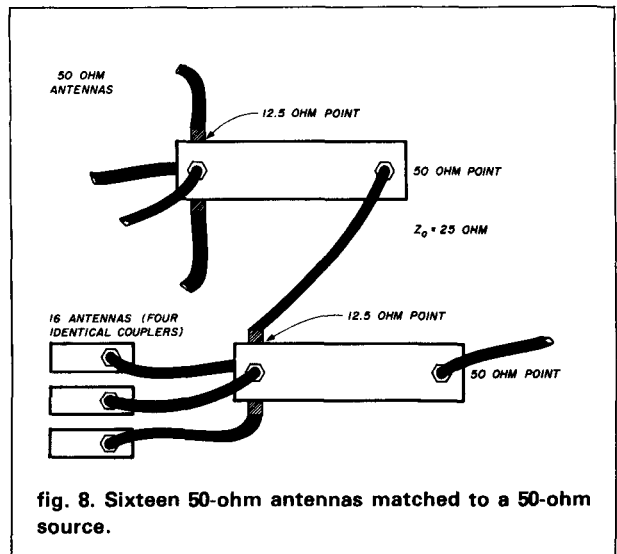 50 OHM
ANTENNAS
12.5 OHM POINT
50 OHM POINT
Zo = 25 OHM
16 ANTENNAS (FOUR
IDENTICAL COUPLERS)
12.5 OHM POINT
50 OHM POINT
fig. 8. Sixteen 50-ohm antennas matched to a 50-ohm
source.